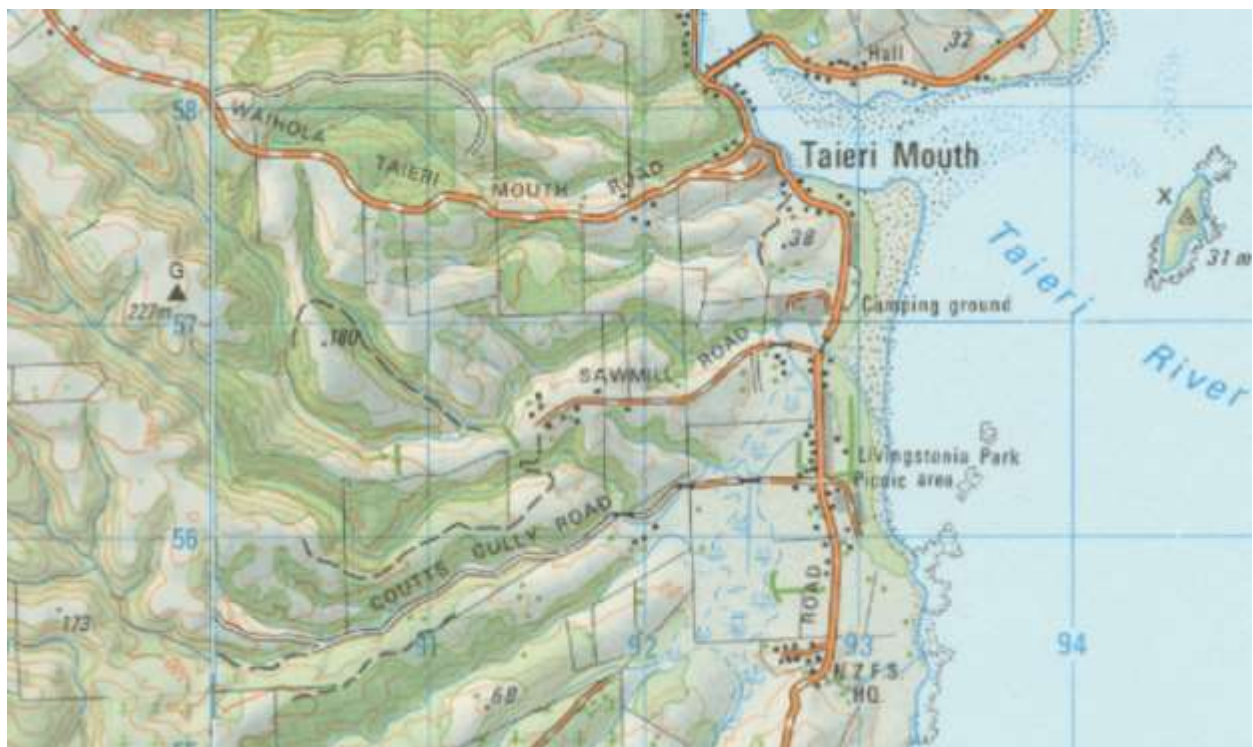 Hall
.32
58
WAIHOLA
TAIERI
MOUTH
ROAD
Taieri Mouth
.38
X
31 m
Taieri
River
G
227m
57
.180
Camping ground
SAWMILL
ROAD
Livingstonia Park
Picnic area
56
COUTTS
GULLY
ROAD
ROAD
173
91
92
93
94
68
N.Z.F.S.
HQ.